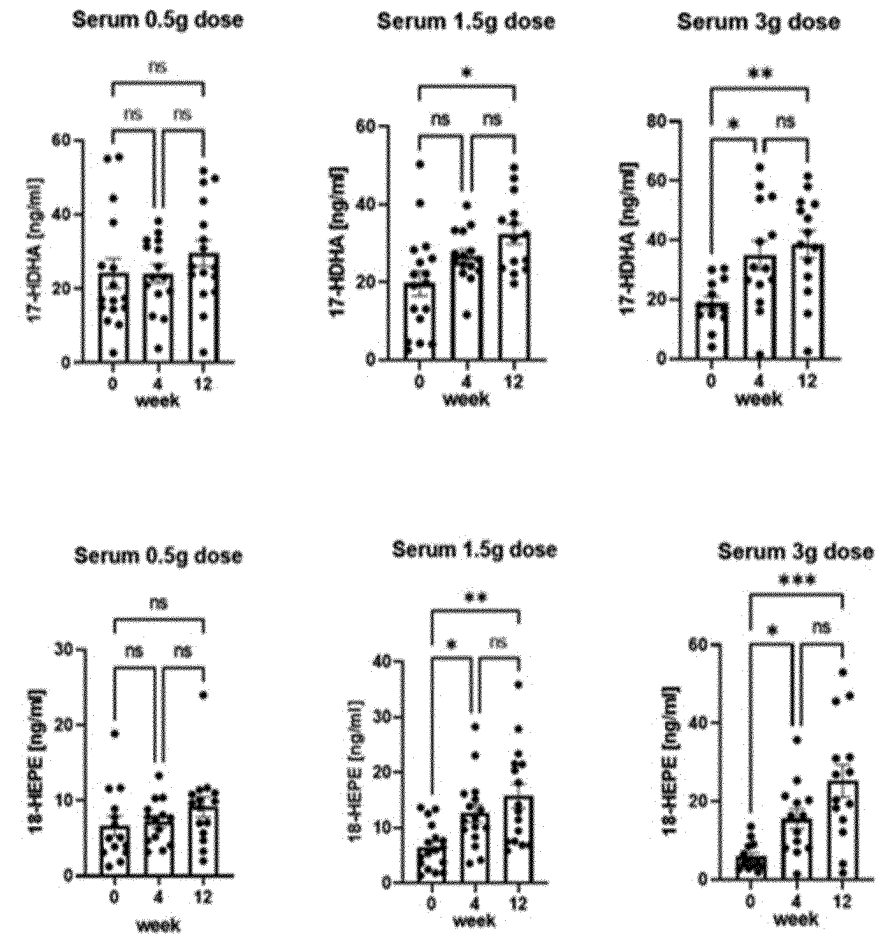 Serum 0.5g dose
ns
ns ns
60
40
20
0
17-HDHA [ng/ml]
0 4 12
week
Serum 1.5g dose
*
ns ns
60
40
20
0
17-HDHA [ng/ml]
0 4 12
week
Serum 3g dose
**
* ns
80
60
40
20
0
17-HDHA [ng/ml]
0 4 12
week
Serum 0.5g dose
ns
ns ns
30
20
10
0
18-HEPE [ng/ml]
0 4 12
week
Serum 1.5g dose
**
* ns
40
30
20
10
0
18-HEPE [ng/ml]
0 4 12
week
Serum 3g dose
***
* ns
60
40
20
0
18-HEPE [ng/ml]
0 4 12
week